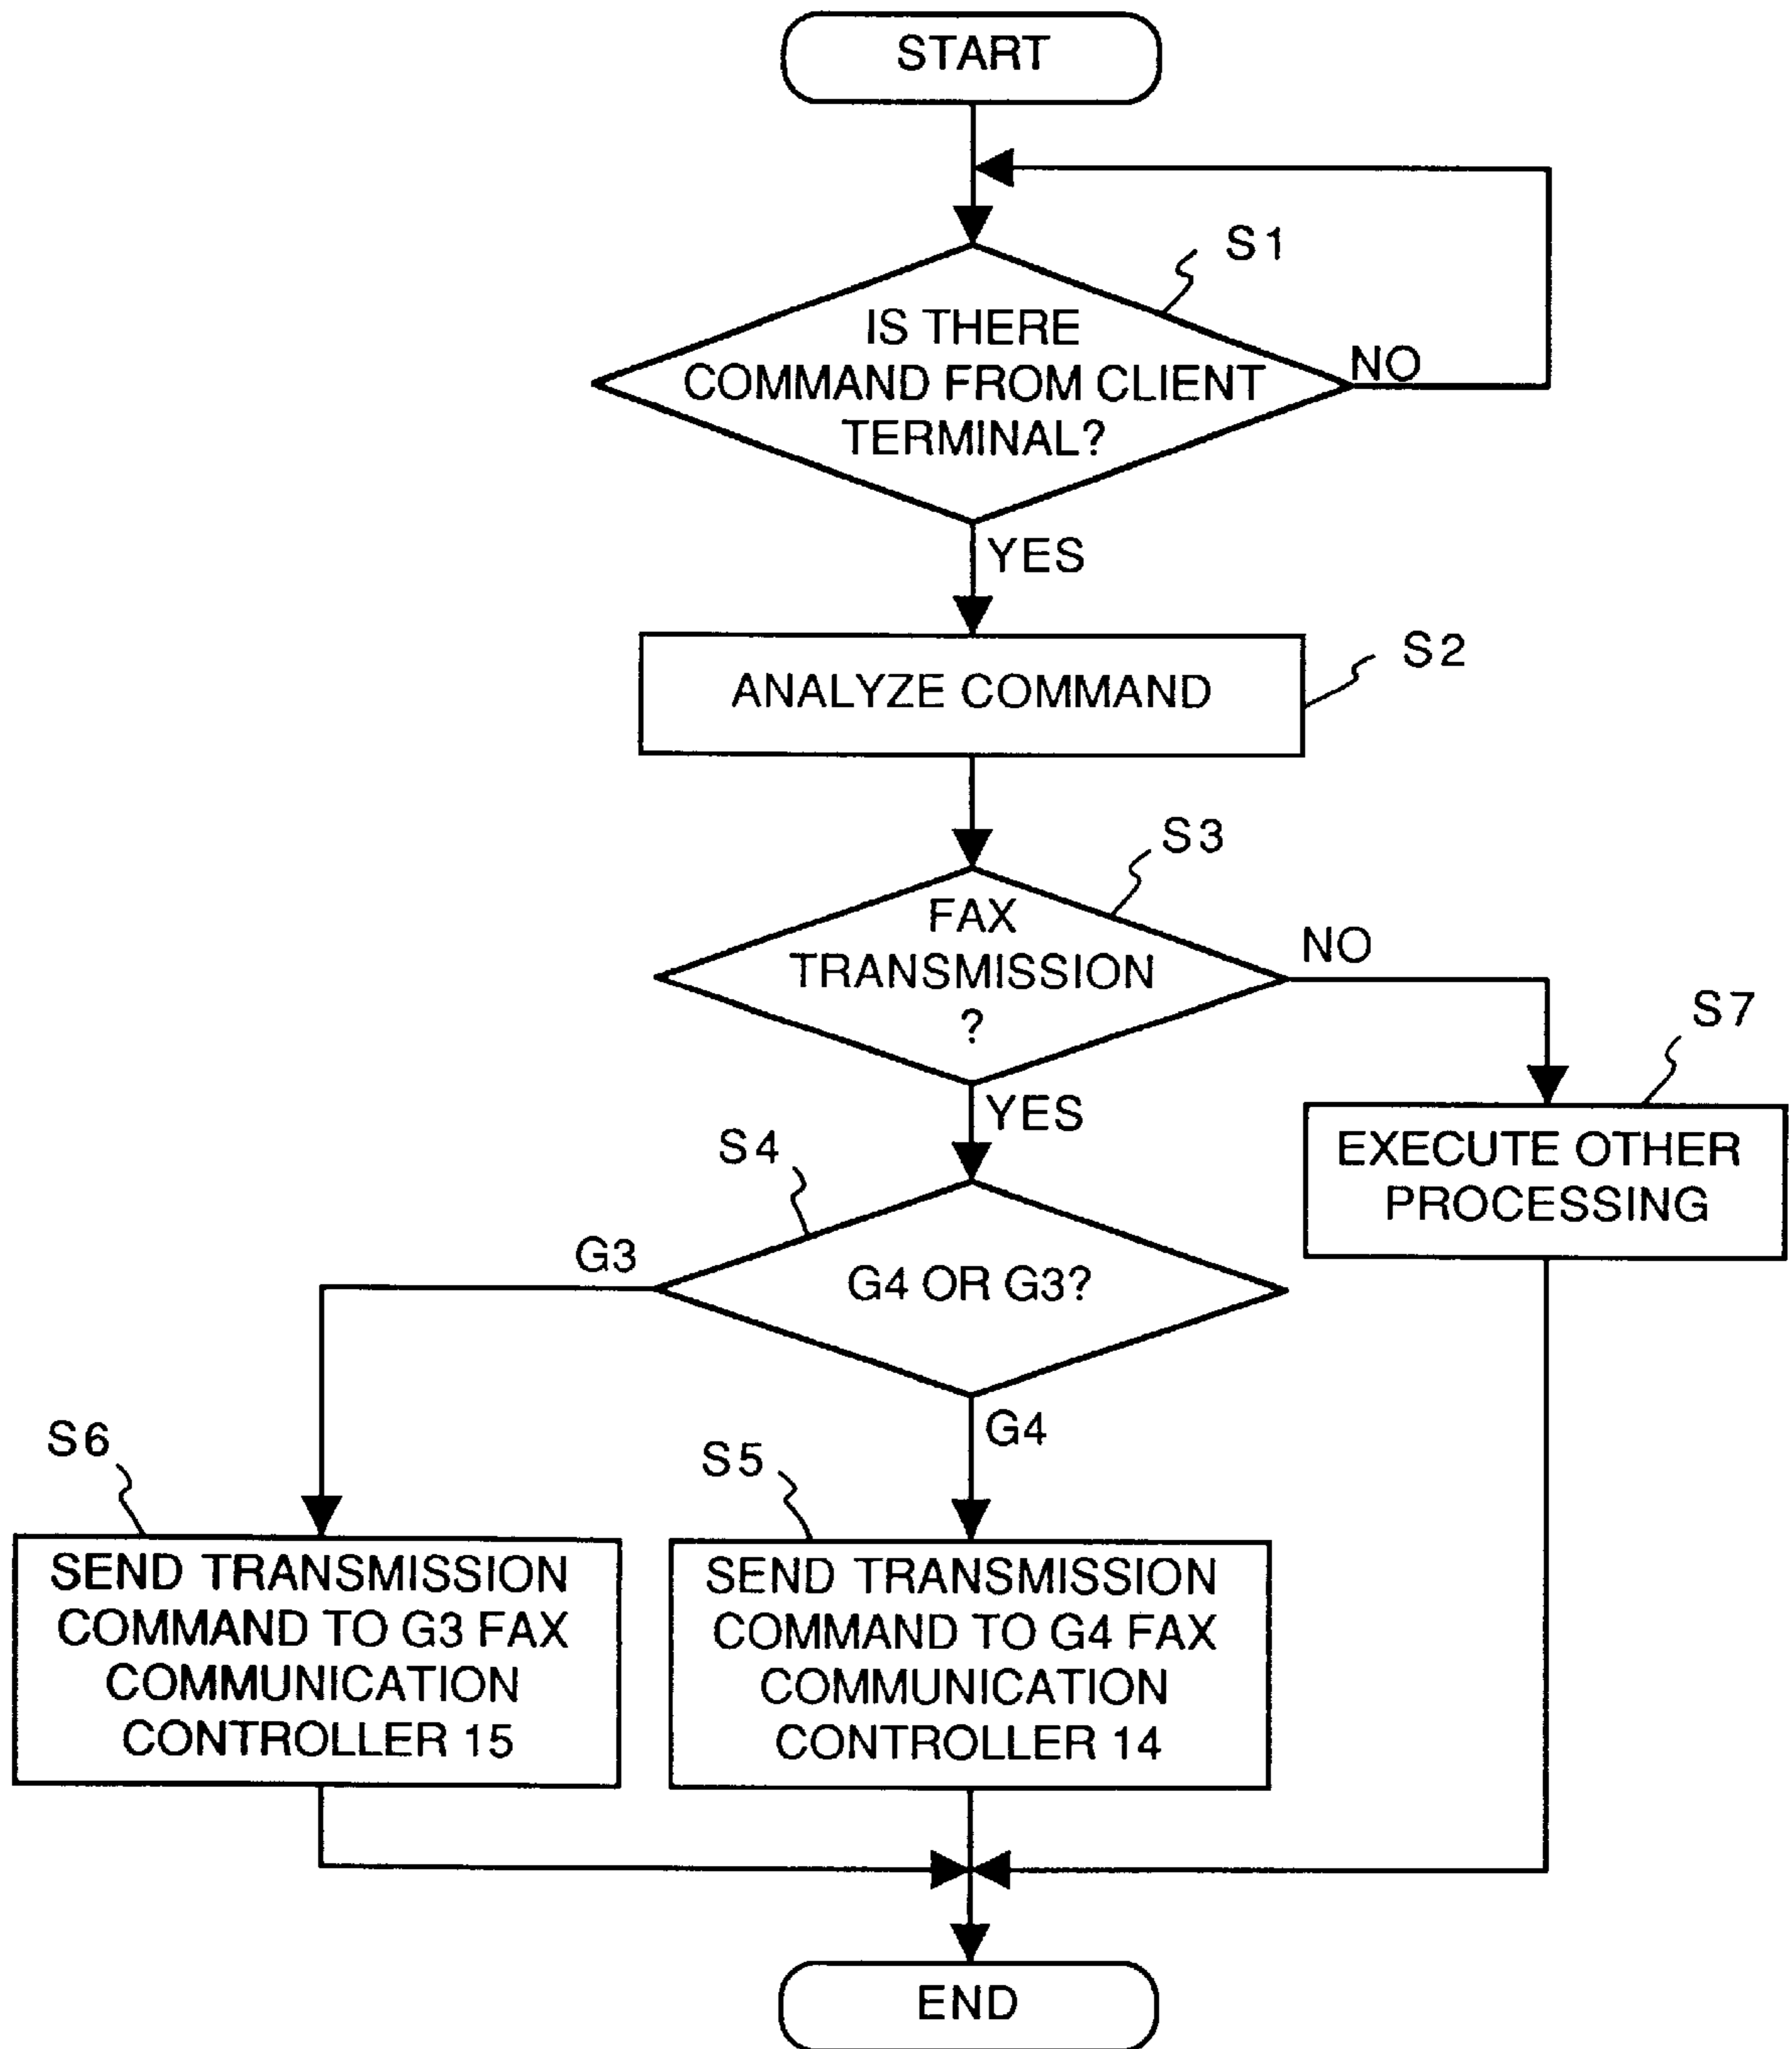 START
S1
IS THERE
COMMAND FROM CLIENT
TERMINAL?
NO
YES
S2
ANALYZE COMMAND
S3
FAX
TRANSMISSION
?
NO
YES
S7
EXECUTE OTHER
PROCESSING
S4
G3
G4 OR G3?
G4
S6
SEND TRANSMISSION
COMMAND TO G3 FAX
COMMUNICATION
CONTROLLER 15
S5
SEND TRANSMISSION
COMMAND TO G4 FAX
COMMUNICATION
CONTROLLER 14
END